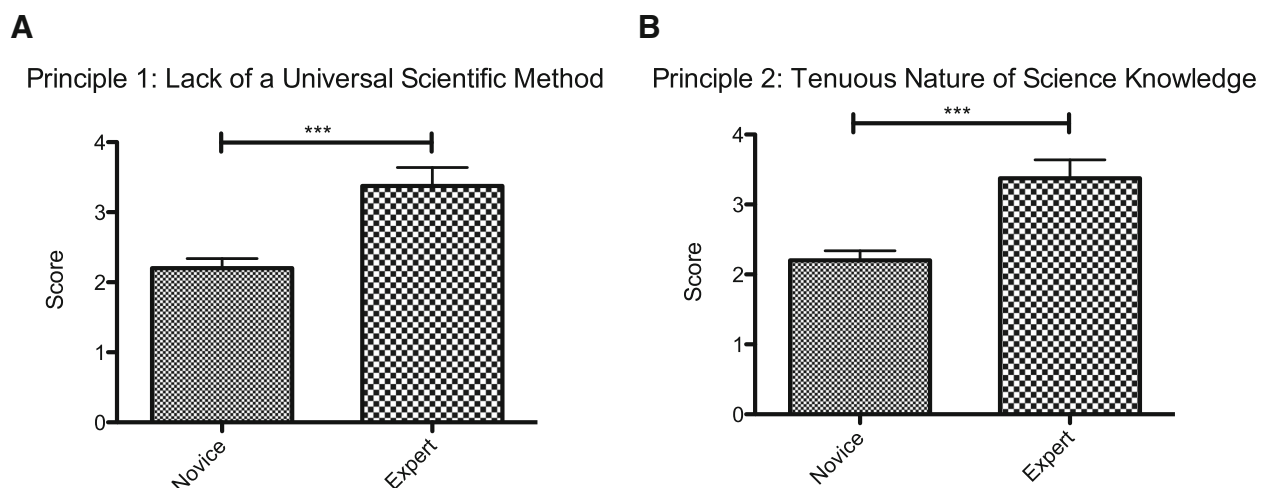 A
Principle 1: Lack of a Universal Scientific Method
***
4
3
2
1
0
Score
Novice
Expert
B
Principle 2: Tenuous Nature of Science Knowledge
***
4
3
2
1
0
Score
Novice
Expert